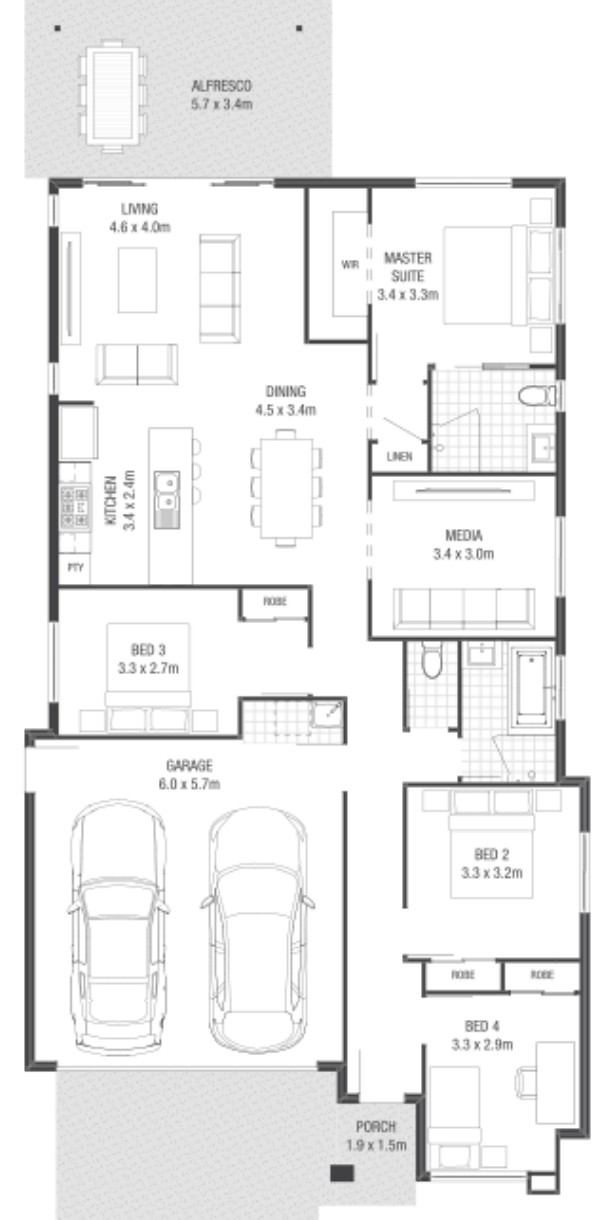 ALFRESCO
5.7 x 3.4m
LIVING
4.6 x 4.0m
WIR
MASTER
SUITE
3.4 x 3.3m
DINING
4.5 x 3.4m
LINEN
KITCHEN
3.4 x 2.4m
PTY
MEDIA
3.4 x 3.0m
ROBE
BED 3
3.3 x 2.7m
GARAGE
6.0 x 5.7m
BED 2
3.3 x 3.2m
ROBE
ROBE
BED 4
3.3 x 2.9m
PORCH
1.9 x 1.5m